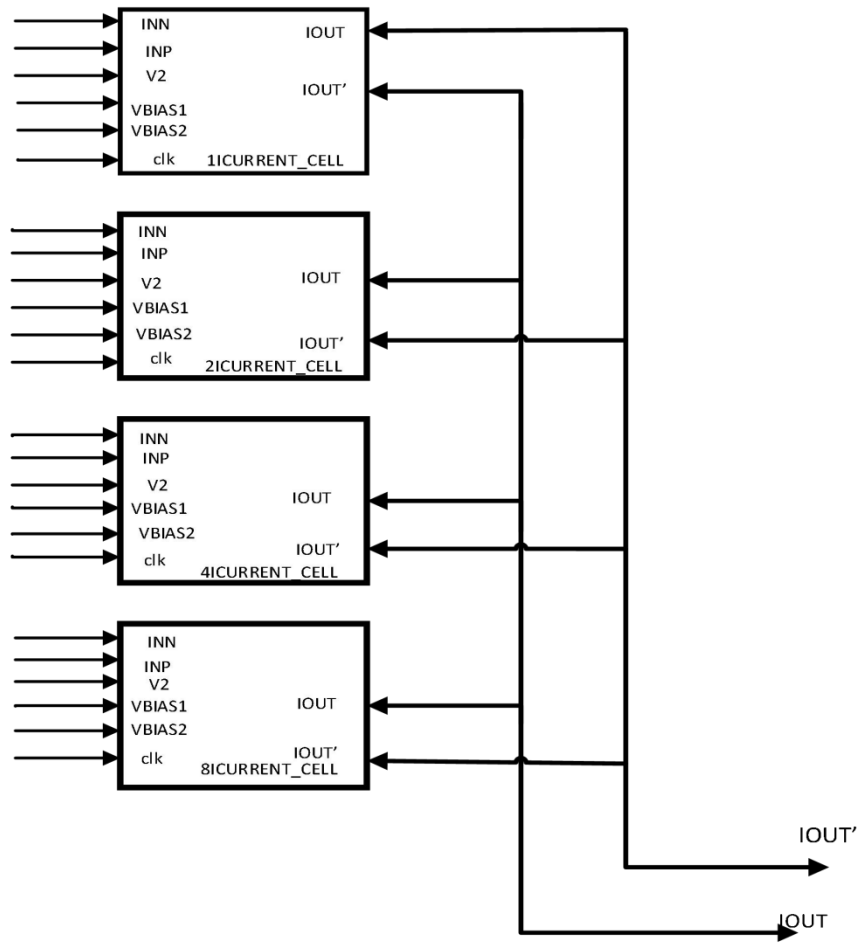 INN
IOUT
INP
V2
IOUT'
VBIAS1
VBIAS2
clk 1ICURRENT_CELL
INN
INP
V2
IOUT
VBIAS1
VBIAS2
IOUT'
clk
2ICURRENT_CELL
INN
INP
V2
IOUT
VBIAS1
VBIAS2
IOUT'
clk
4ICURRENT_CELL
INN
INP
V2
IOUT
VBIAS1
VBIAS2
IOUT'
clk
8ICURRENT_CELL
IOUT'
IOUT